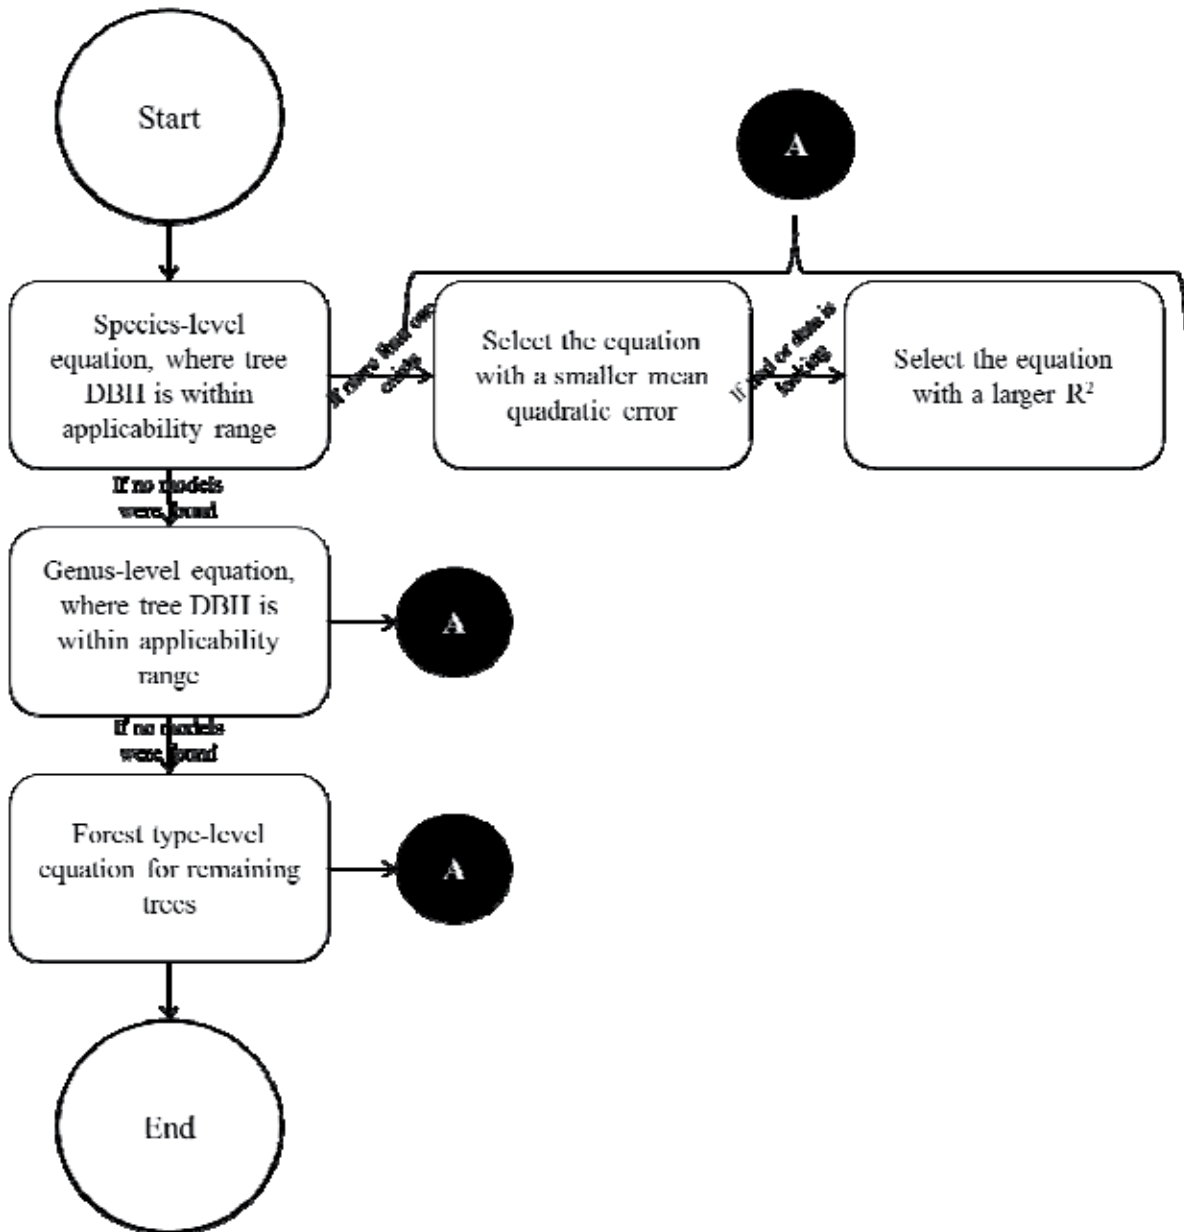 Start
A
Species-level
equation, where tree
DBH is within
applicability range
If more than one
exists
Select the equation
with a smaller mean
quadratic error
If and or data is
lacking
Select the equation
with a larger R²
If no models
were found
Genus-level equation,
where tree DBH is
within applicability
range
A
If no models
were found
Forest type-level
equation for remaining
trees
A
End